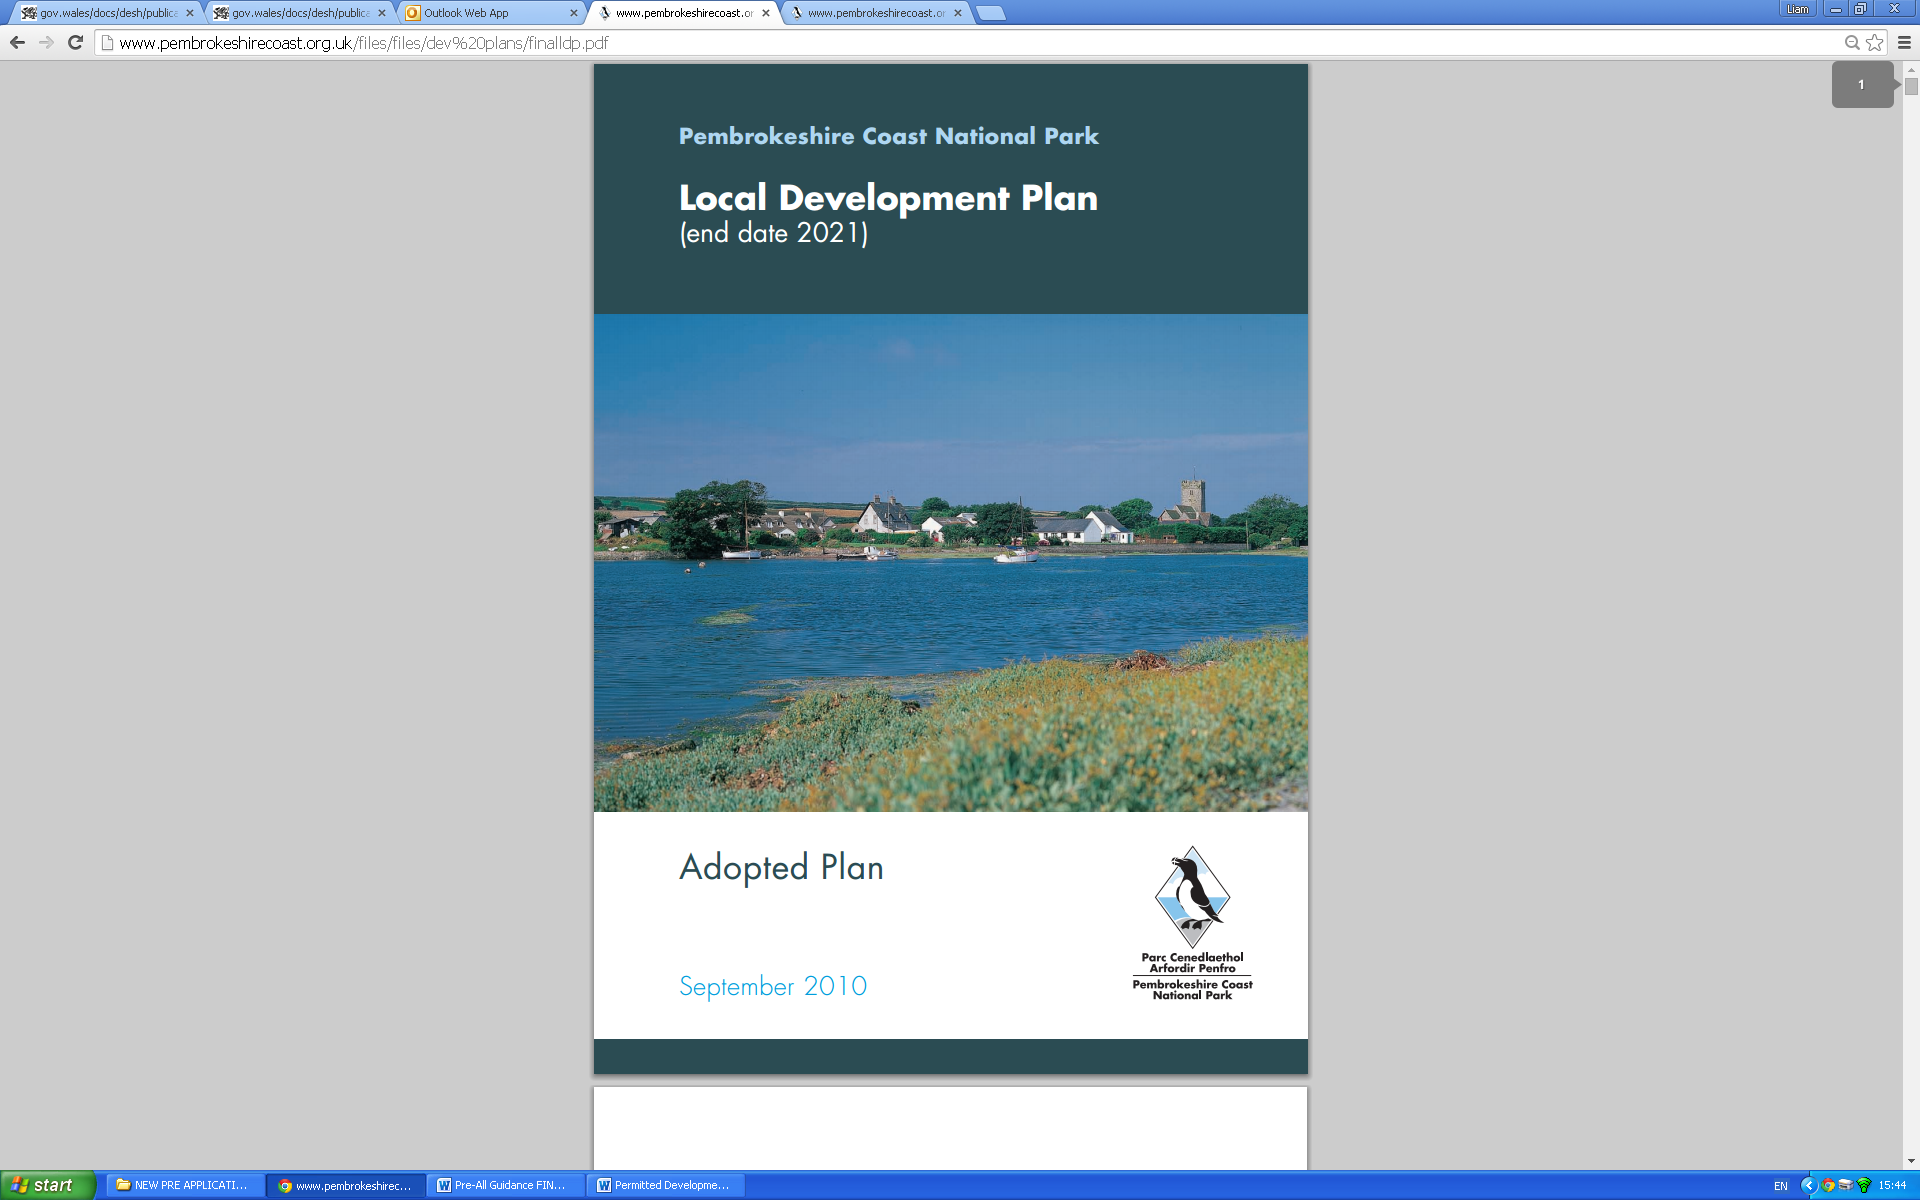 gov.wales/docs/desh/publica
gov.wales/docs/desh/publica
Outlook Web App
www.pembrokeshirecoast.or
www.pembrokeshirecoast.or
Liam
www.pembrokeshirecoast.org.uk/files/files/dev%20plans/finalldp.pdf
1
Pembrokeshire Coast National Park
Local Development Plan
(end date 2021)
Adopted Plan
September 2010
Parc Cenedlaethol
Arfordir Penfro
Pembrokeshire Coast
National Park
start
NEW PRE APPLICATI...
www.pembrokeshirec...
Pre-All Guidance FIN...
Permitted Developme...
EN
15:44